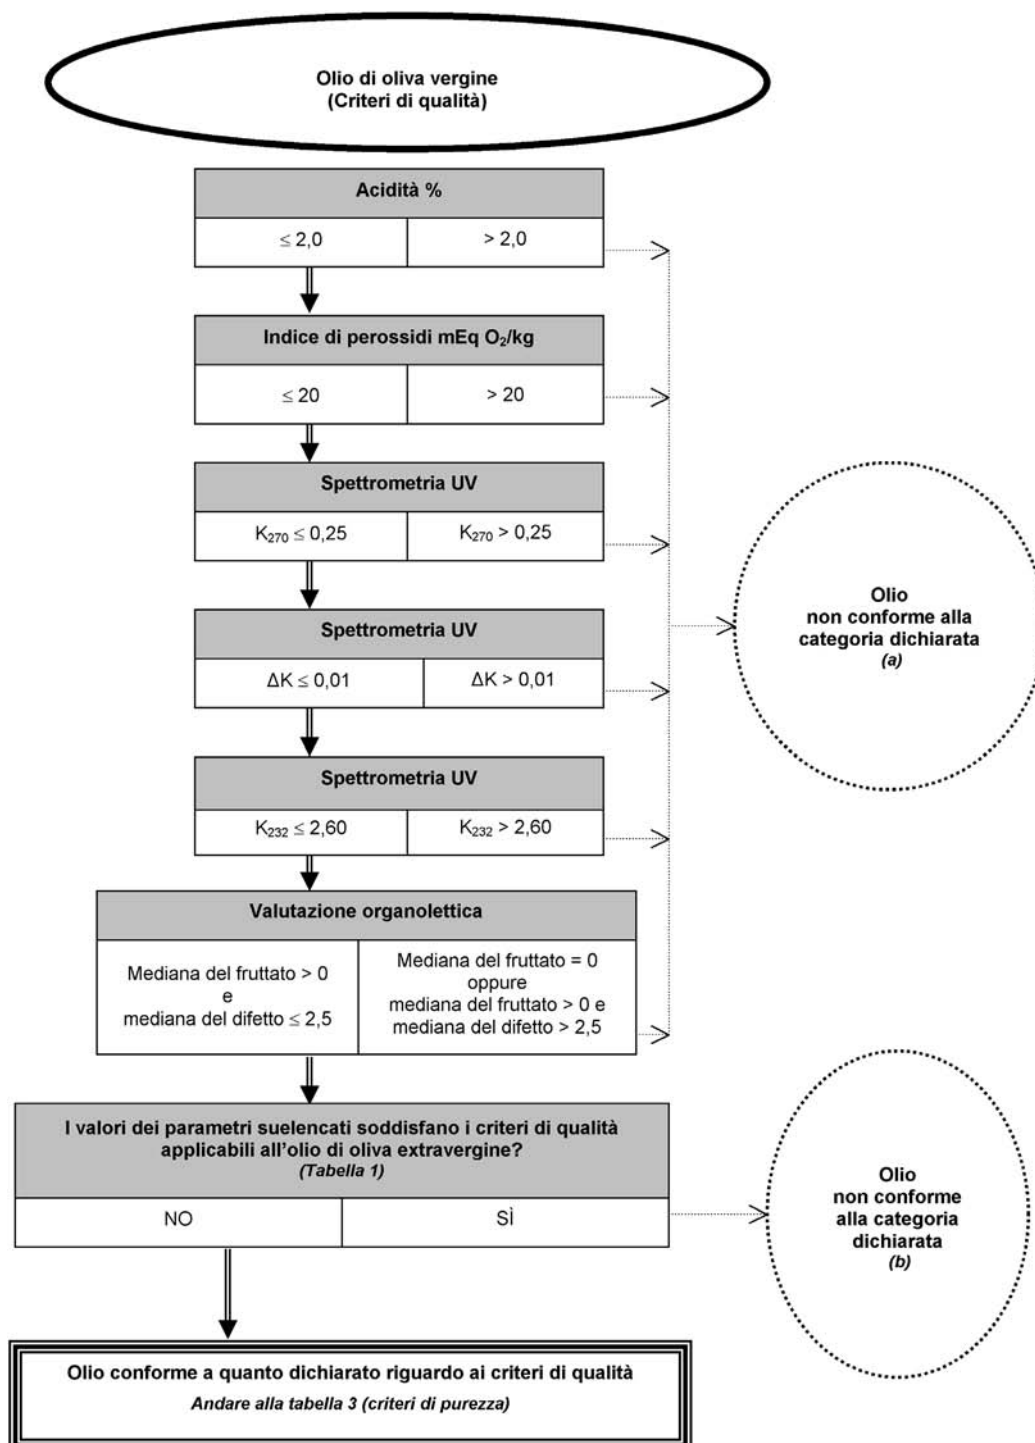 Olio di oliva vergine
(Criteri di qualità)
Acidità %
≤ 2,0
> 2,0
Indice di perossidi mEq O₂/kg
≤ 20
> 20
Spettrometria UV
K₂₇₀ ≤ 0,25
K₂₇₀ > 0,25
Spettrometria UV
ΔK ≤ 0,01
ΔK > 0,01
Spettrometria UV
K₂₃₂ ≤ 2,60
K₂₃₂ > 2,60
Valutazione organolettica
Mediana del fruttato > 0
e
mediana del difetto ≤ 2,5
Mediana del fruttato = 0
oppure
mediana del fruttato > 0 e
mediana del difetto > 2,5
Olio
non conforme alla
categoria dichiarata
(a)
I valori dei parametri suelencati soddisfano i criteri di qualità
applicabili all'olio di oliva extravergine?
(Tabella 1)
NO
SÌ
Olio
non conforme
alla categoria
dichiarata
(b)
Olio conforme a quanto dichiarato riguardo ai criteri di qualità
Andare alla tabella 3 (criteri di purezza)